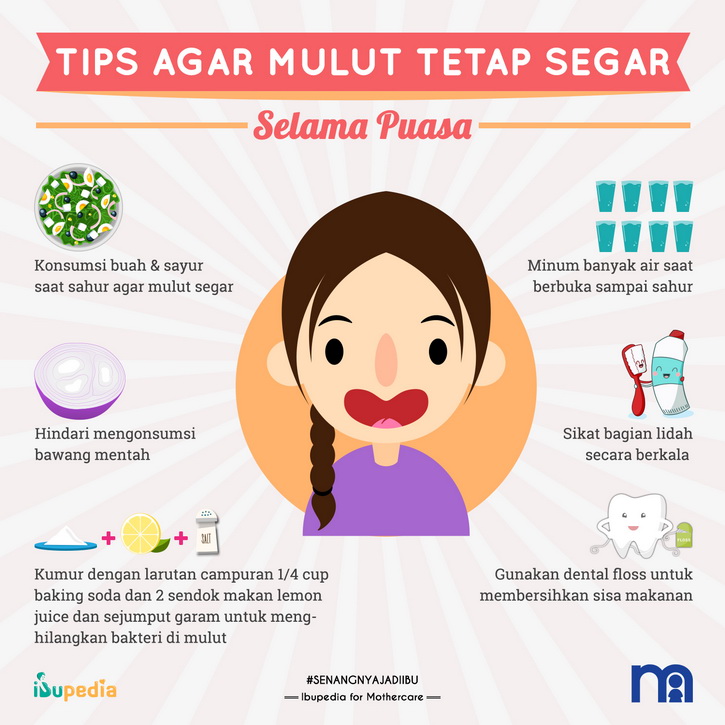 TIPS AGAR MULUT TETAP SEGAR
Selama Puasa
Konsumsi buah & sayur
saat sahur agar mulut segar
Minum banyak air saat
berbuka sampai sahur
Hindari mengonsumsi
bawang mentah
Sikat bagian lidah
secara berkala
SALT
FLOSS
Kumur dengan larutan campuran 1/4 cup
baking soda dan 2 sendok makan lemon
juice dan sejumput garam untuk meng-
hilangkan bakteri di mulut
Gunakan dental floss untuk
membersihkan sisa makanan
ibupedia
#SENANGNYAJADIIBU
Ibupedia for Mothercare
m